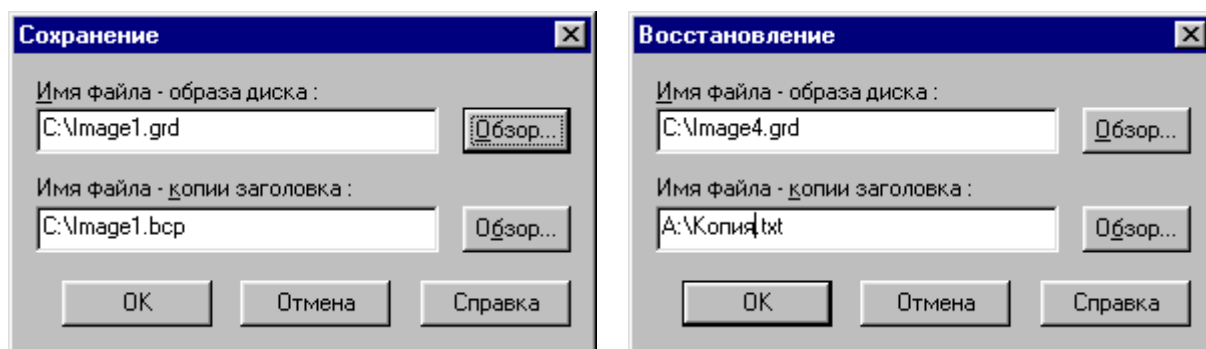 Сохранение
Имя файла - образа диска :
C:\Image1.grd
Обзор...
Имя файла - копии заголовка :
C:\Image1.bcp
Обзор...
OK Отмена Справка
Восстановление
Имя файла - образа диска :
C:\Image4.grd
Обзор...
Имя файла - копии заголовка :
A:\Копия.txt
Обзор...
OK Отмена Справка